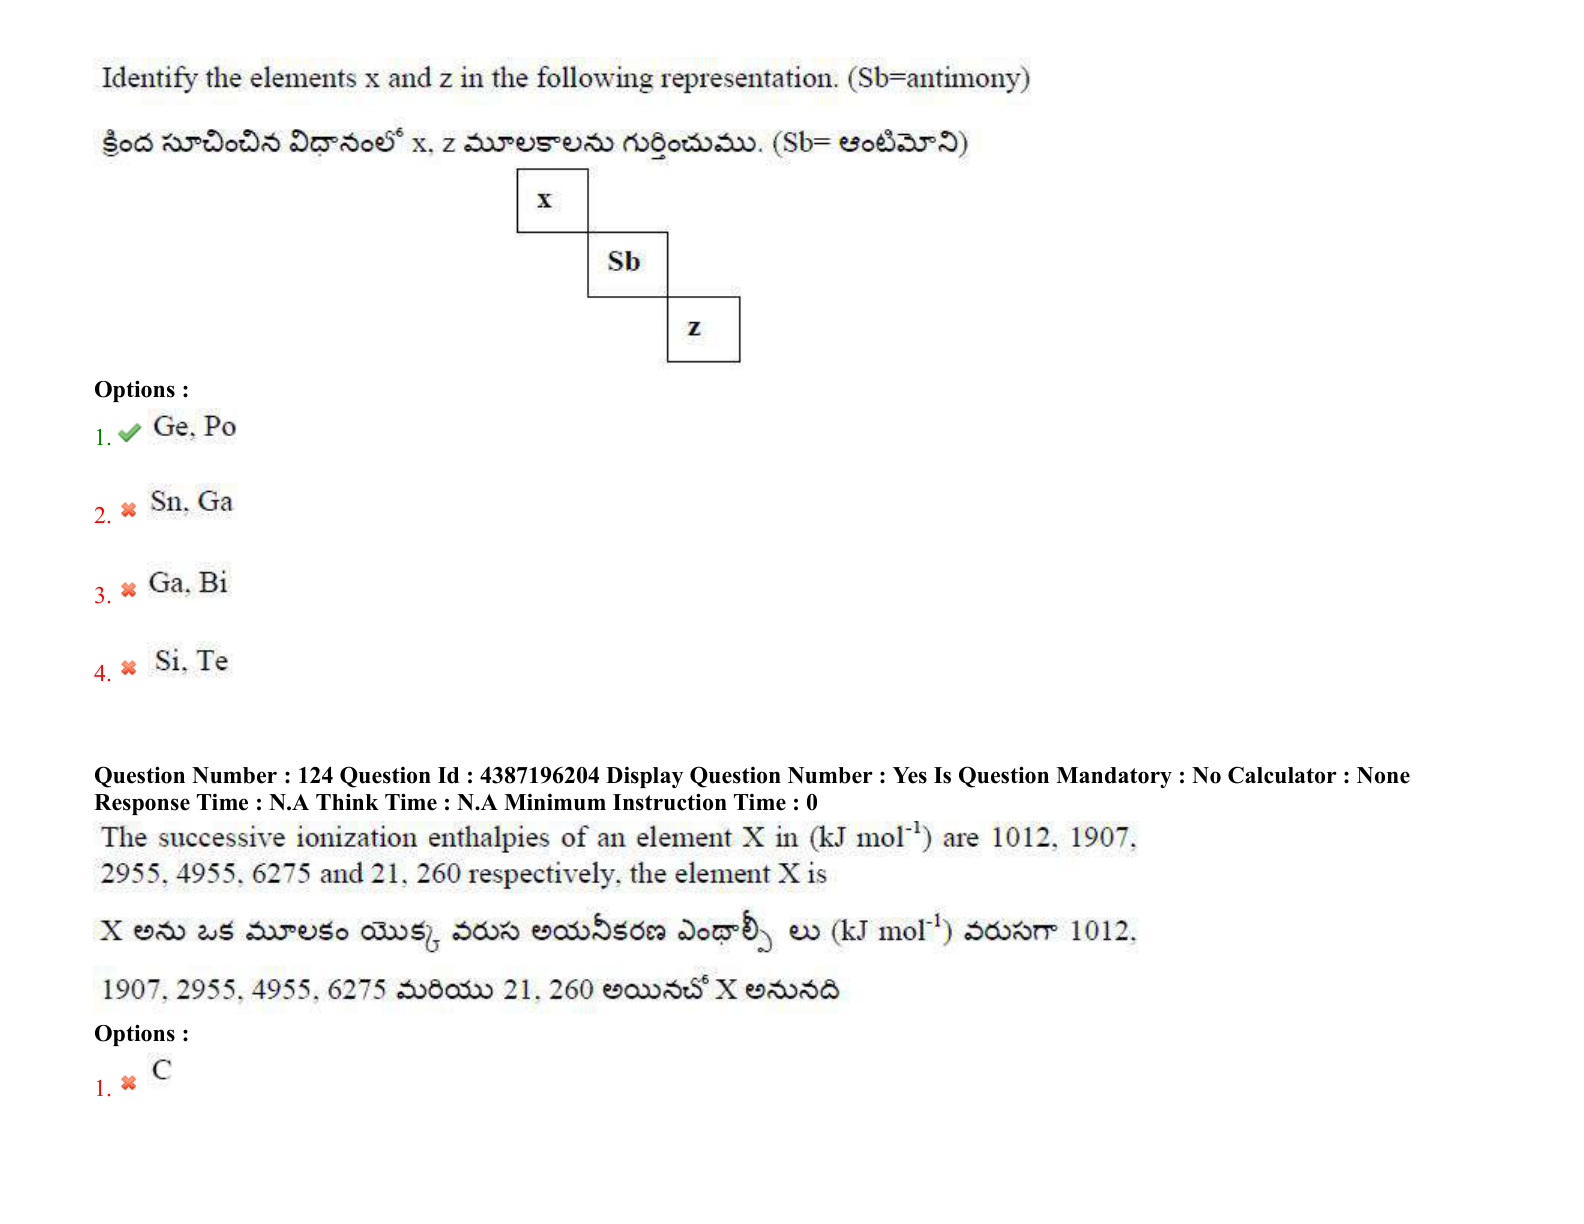 Identify the elements x and z in the following representation. (Sb=antimony)
క్రింద సూచించిన విధానంలో x, z మూలకాలను గుర్తించుము. (Sb= ఆంటిమోని)
x
Sb
z
Options :
1. Ge, Po
2. Sn, Ga
3. Ga, Bi
4. Si, Te
Question Number : 124 Question Id : 4387196204 Display Question Number : Yes Is Question Mandatory : No Calculator : None
Response Time : N.A Think Time : N.A Minimum Instruction Time : 0
The successive ionization enthalpies of an element X in (kJ mol⁻¹) are 1012, 1907,
2955, 4955, 6275 and 21, 260 respectively, the element X is
X అను ఒక మూలకం యొక్క వరుస అయనీకరణ ఎంథాల్పీ లు (kJ mol⁻¹) వరుసగా 1012,
1907, 2955, 4955, 6275 మరియు 21, 260 అయినచో X అనునది
Options :
1. C